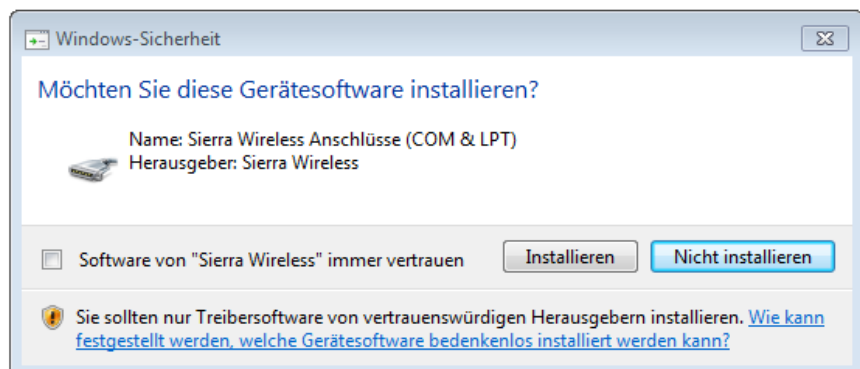 Windows-Sicherheit
Möchten Sie diese Gerätesoftware installieren?
Name: Sierra Wireless Anschlüsse (COM & LPT)
Herausgeber: Sierra Wireless
Software von "Sierra Wireless" immer vertrauen
Installieren
Nicht installieren
Sie sollten nur Treibersoftware von vertrauenswürdigen Herausgebern installieren. Wie kann
festgestellt werden, welche Gerätesoftware bedenkenlos installiert werden kann?